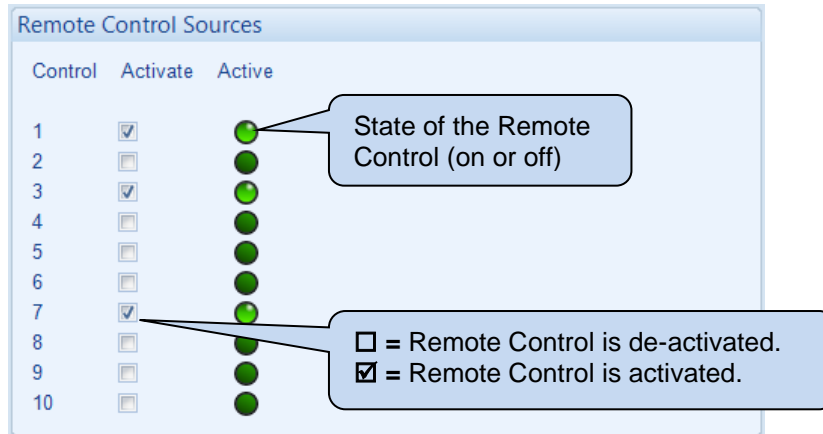 Remote Control Sources
Control Activate Active
1
2
3
4
5
6
7
8
9
10
State of the Remote
Control (on or off)
☐ = Remote Control is de-activated.
☑ = Remote Control is activated.